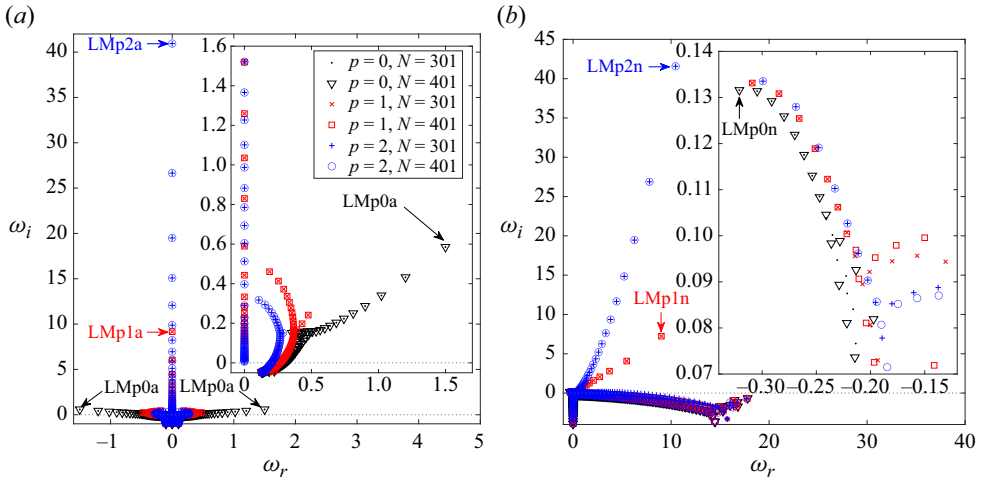 (a)
(b)
40
35
30
25
20
15
10
5
0
ω_i
–1
0
1
2
3
4
5
ω_r
LMp2a
LMp1a
LMp0a
LMp0a
1.6
1.4
1.2
1.0
0.8
0.6
0.4
0.2
0
0
0.5
1.0
1.5
p = 0, N = 301
p = 0, N = 401
p = 1, N = 301
p = 1, N = 401
p = 2, N = 301
p = 2, N = 401
LMp0a
45
40
35
30
25
20
15
10
5
0
ω_i
0
10
20
30
40
ω_r
LMp2n
LMp1n
0.14
0.13
0.12
0.11
0.10
0.09
0.08
0.07
–0.30
–0.25
–0.20
–0.15
LMp0n